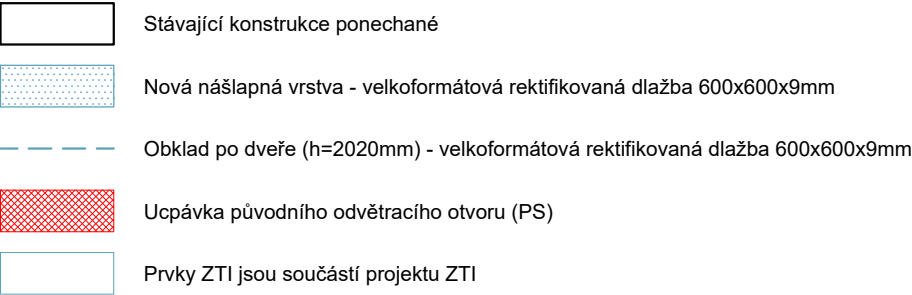 Stávající konstrukce ponechané
Nová nášlapná vrstva - velkoformátová rektifikovaná dlažba 600x600x9mm
Obklad po dveře (h=2020mm) - velkoformátová rektifikovaná dlažba 600x600x9mm
Ucpávka původního odvětracího otvoru (PS)
Prvky ZTI jsou součástí projektu ZTI